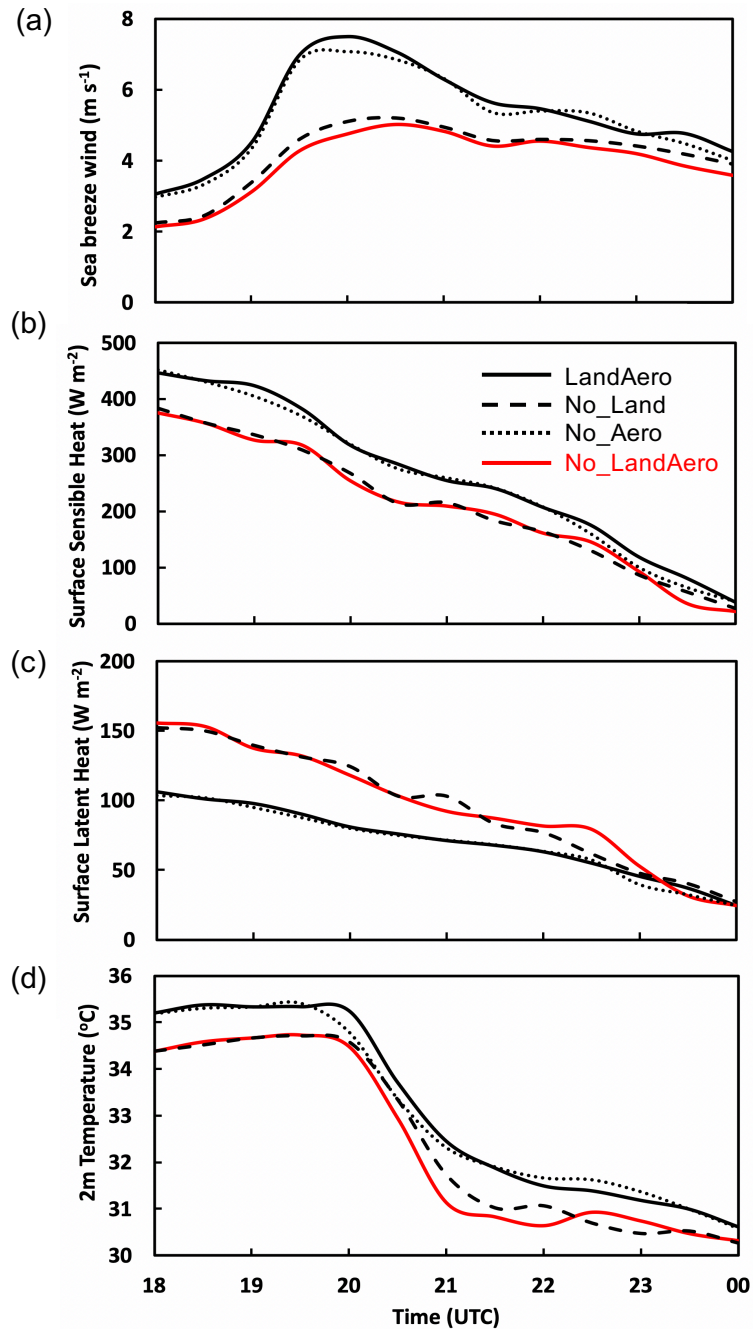 (a)
Sea breeze wind (m s-1)
8
6
4
2
0
(b)
Surface Sensible Heat (W m-2)
500
400
300
200
100
0
LandAero
No_Land
No_Aero
No_LandAero
(c)
Surface Latent Heat (W m-2)
200
150
100
50
0
(d)
2m Temperature (oC)
36
35
34
33
32
31
30
18 19 20 21 22 23 00
Time (UTC)